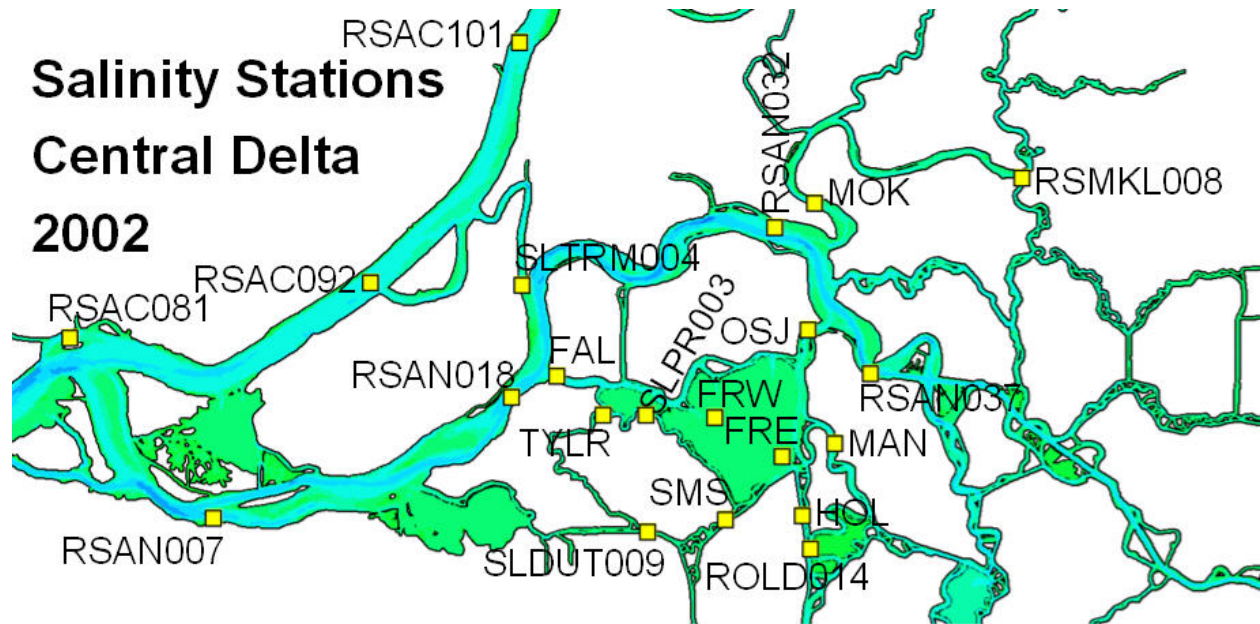 Salinity Stations
Central Delta
2002
RSAC101
RSAN032
MOK
RSMKL008
RSAC092
SLTRM004
RSAC081
SLPR003
OSJ
FAL
RSAN018
FRW
RSAN037
FRE
TYLR
MAN
SMS
HOL
RSAN007
SLDUT009
ROLD014